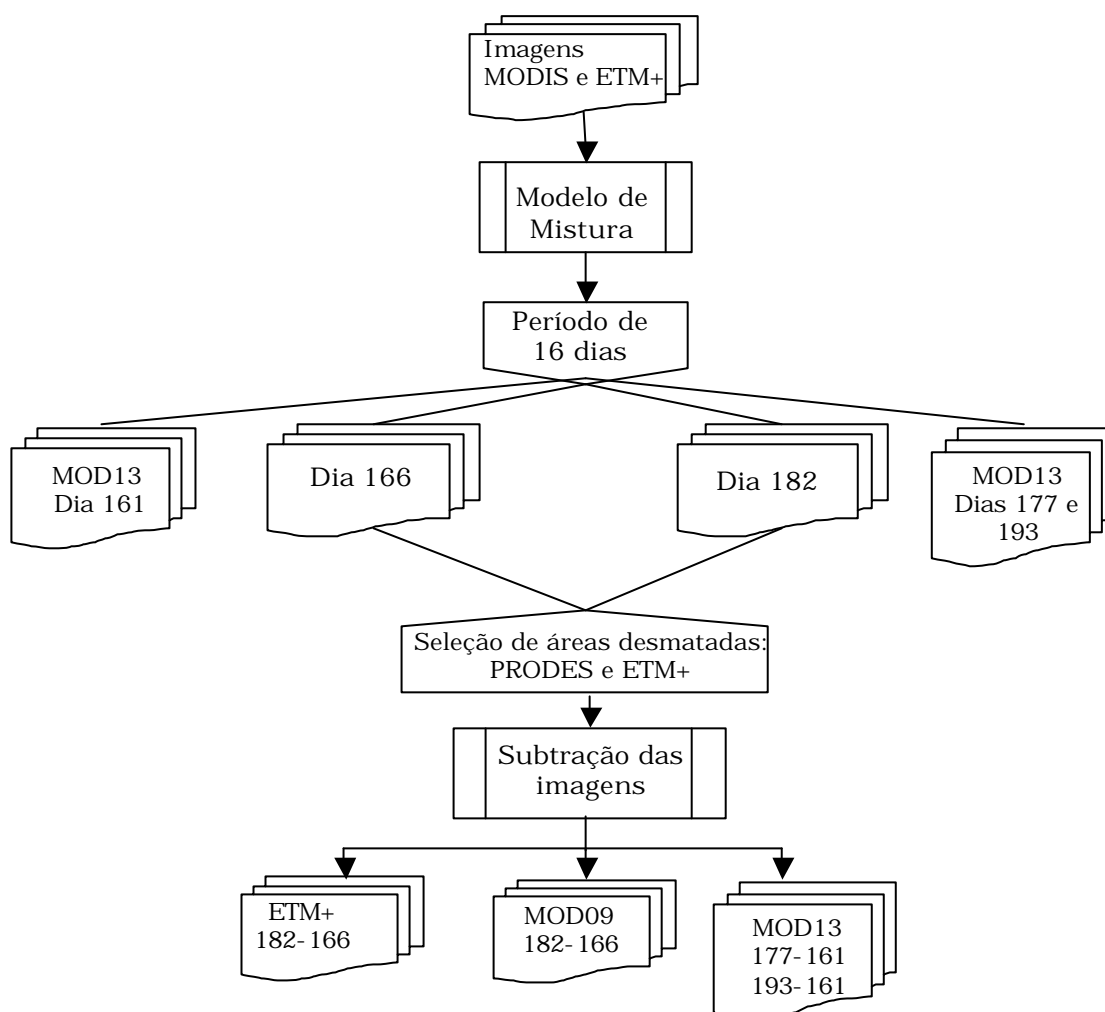 Imagens
MODIS e ETM+
Modelo de
Mistura
Período de
16 dias
MOD13
Dia 161
Dia 166
Dia 182
MOD13
Dias 177 e
193
Seleção de áreas desmatadas:
PRODES e ETM+
Subtração das
imagens
ETM+
182-166
MOD09
182-166
MOD13
177-161
193-161